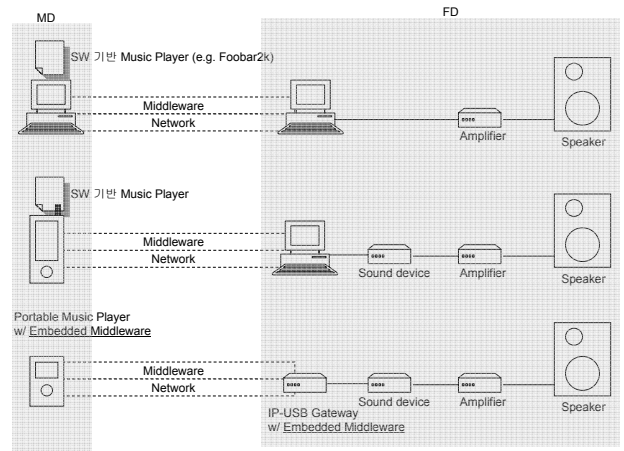 MD
FD
SW 기반 Music Player (e.g. Foobar2k)
Middleware
Network
Amplifier
Speaker
SW 기반 Music Player
Middleware
Network
Sound device
Amplifier
Speaker
Portable Music Player
w/ Embedded Middleware
Middleware
Network
Sound device
Amplifier
Speaker
IP-USB Gateway
w/ Embedded Middleware